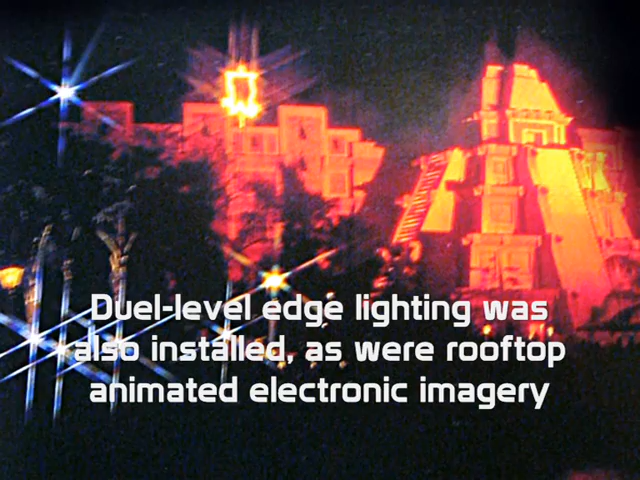 Duel-level edge lighting was
also installed, as were rooftop
animated electronic imagery